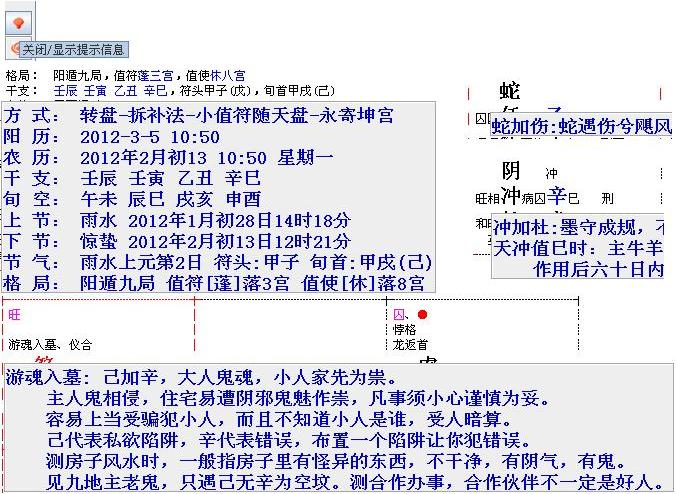 关闭/显示提示信息
格局： 阳遁九局，值符蓬三宫，值使休八宫
干支： 壬辰 壬寅 乙丑 辛巳，符头甲子(戊)，旬首甲戌(己)
方 式： 转盘-拆补法-小值符随天盘-永寄坤宫
阳 历： 2012-3-5 10:50
农 历： 2012年2月初13 10:50 星期一
干 支： 壬辰 壬寅 乙丑 辛巳
旬 空： 午未 辰巳 戌亥 申酉
上 节： 雨水 2012年1月初28日14时18分
下 节： 惊蛰 2012年2月初13日12时21分
节 气： 雨水上元第2日 符头:甲子 旬首:甲戌(己)
格 局： 阳遁九局 值符[蓬]落3宫 值使[休]落8宫
蛇
囚
蛇加伤:蛇遇伤兮飓风
阴 冲
冲
旺相 病囚辛巳 刑
冲加杜:墨守成规，不
天冲值巳时: 主牛羊
作用后六十日内
旺
囚、
悖格
游魂入墓、仪合
龙返首
游魂入墓: 己加辛，大人鬼魂，小人家先为祟。
主人鬼相侵，住宅易遭阴邪鬼魅作崇，凡事须小心谨慎为妥。
容易上当受骗犯小人，而且不知道小人是谁，受人暗算。
己代表私欲陷阱，辛代表错误，布置一个陷阱让你犯错误。
测房子风水时，一般指房子里有怪异的东西，不干净，有阴气，有鬼。
见九地主老鬼，只遇己无辛为空坟。测合作办事，合作伙伴不一定是好人。